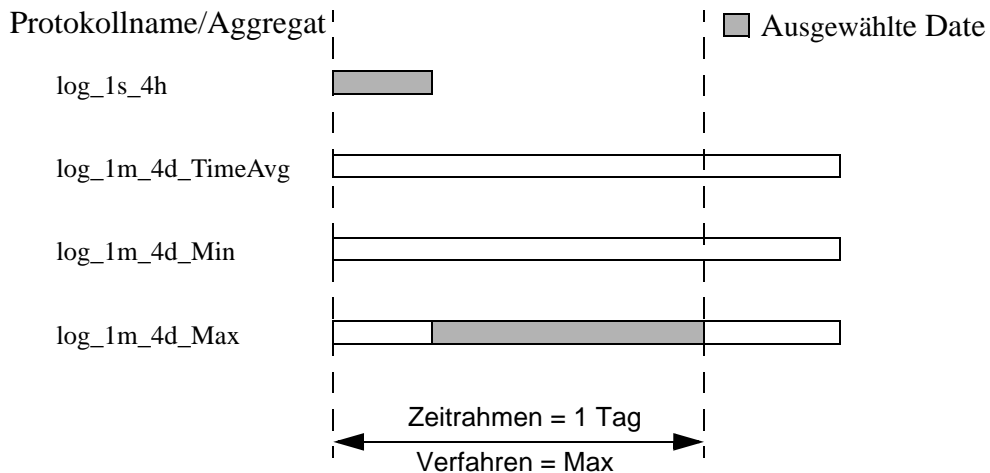 Protokollname/Aggregat
Ausgewählte Date
log_1s_4h
log_1m_4d_TimeAvg
log_1m_4d_Min
log_1m_4d_Max
Zeitrahmen = 1 Tag
Verfahren = Max